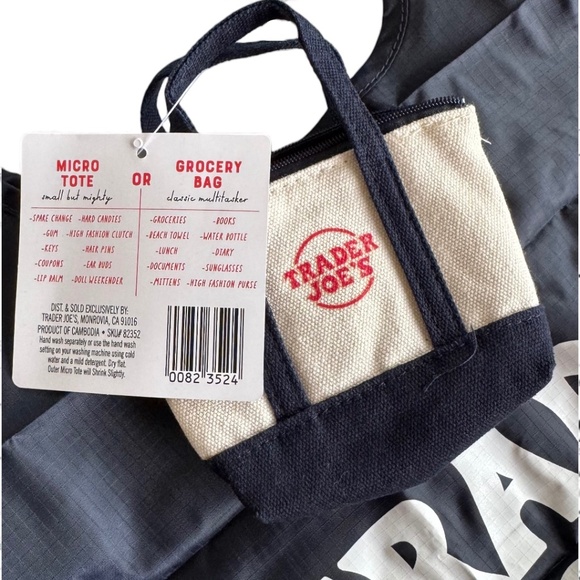 MICRO
TOTE
small but mighty
OR
GROCERY
BAG
classic multitasker
-SPARE CHANGE -HARD CANDIES
-GUM -HIGH FASHION CLUTCH
-KEYS -HAIR PINS
-COUPONS -EAR BUDS
-LIP BALM -DOLL WEEKENDER
-GROCERIES -BOOKS
-BEACH TOWEL -WATER BOTTLE
-LUNCH -DIARY
-DOCUMENTS -SUNGLASSES
-MITTENS -HIGH FASHION PURSE
DIST. & SOLD EXCLUSIVELY BY:
TRADER JOE'S, MONROVIA, CA 91016
PRODUCT OF CAMBODIA • SKU# 82352
Hand wash separately or use the hand
wash setting on your washing machine using cold
water and a mild detergent. Dry flat.
Outer Micro Tote will Shrink Slightly.
0082 3524
TRADER
JOE'S
RA